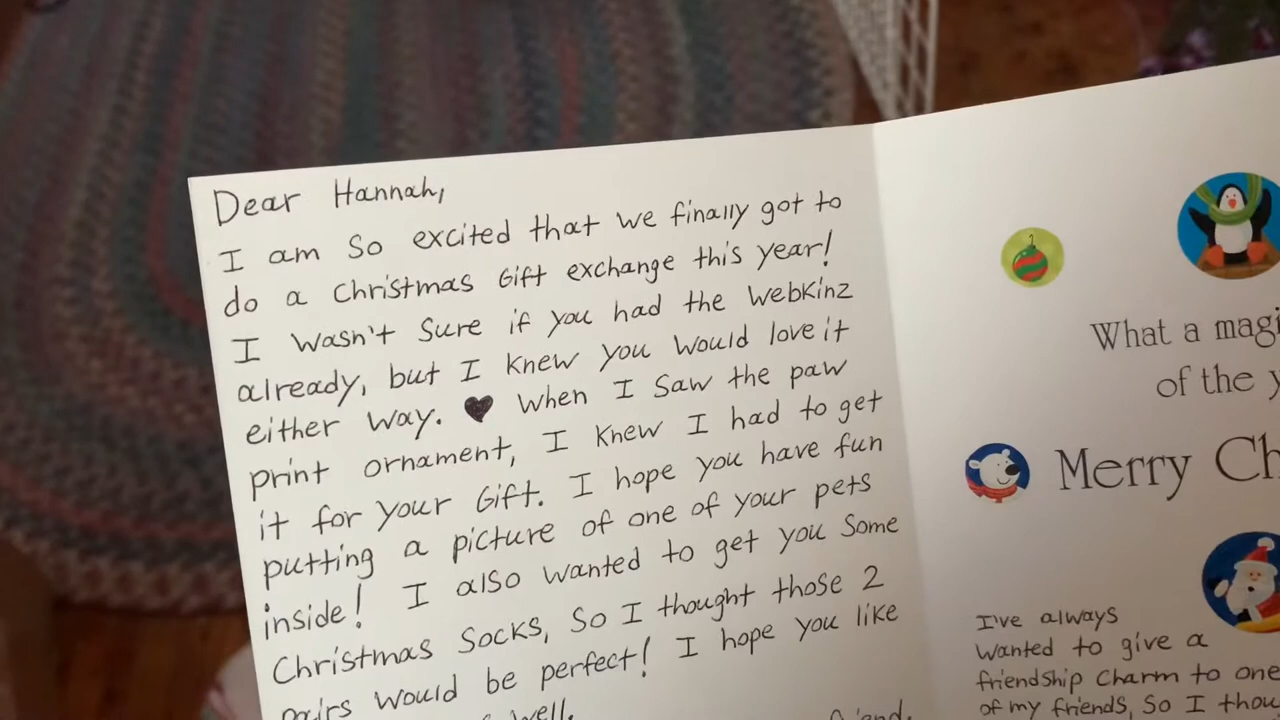 Dear Hannah,
I am so excited that we finally got to
do a Christmas Gift exchange this year!
I wasn't sure if you had the Webkinz
already, but I knew you would love it
either way. ♥ When I saw the paw
print ornament, I knew I had to get
it for your Gift. I hope you have fun
putting a picture of one of your pets
inside! I also wanted to get you some
Christmas Socks, so I thought those 2
pairs would be perfect! I hope you like
well.
What a
of the
Merry
I've always
wanted to give a
friendship charm to one
of my friends, so I